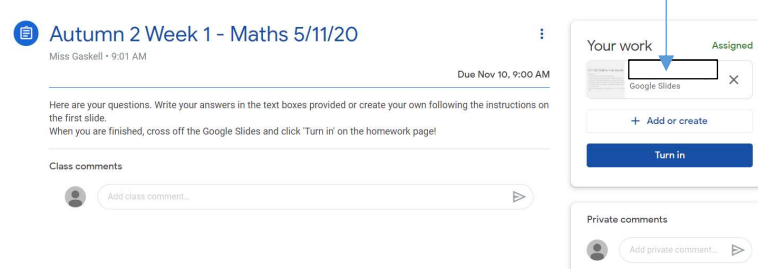 Autumn 2 Week 1 - Maths 5/11/20
Miss Gaskell • 9:01 AM
Due Nov 10, 9:00 AM
Here are your questions. Write your answers in the text boxes provided or create your own following the instructions on
the first slide.
When you are finished, cross off the Google Slides and click 'Turn in' on the homework page!
Class comments
Add class comment...
Your work
Assigned
Google Slides
+ Add or create
Turn in
Private comments
Add private comment...